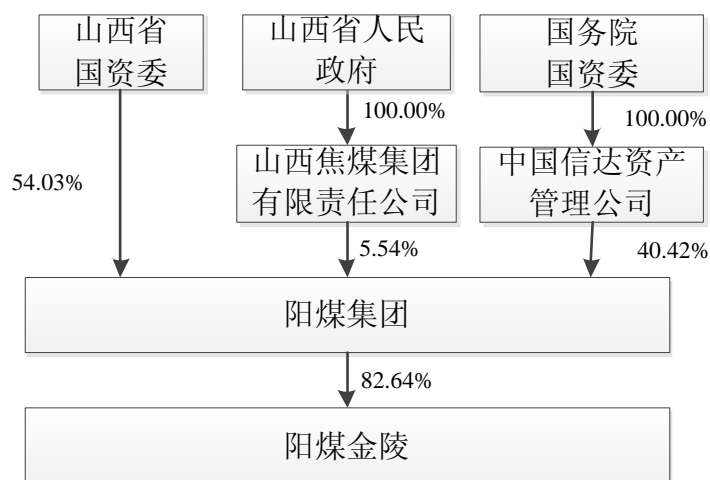 山西省
国资委
山西省人民
政府
国务院
国资委
100.00%
100.00%
54.03%
山西焦煤集团
有限责任公司
中国信达资产
管理公司
5.54%
40.42%
阳煤集团
82.64%
阳煤金陵